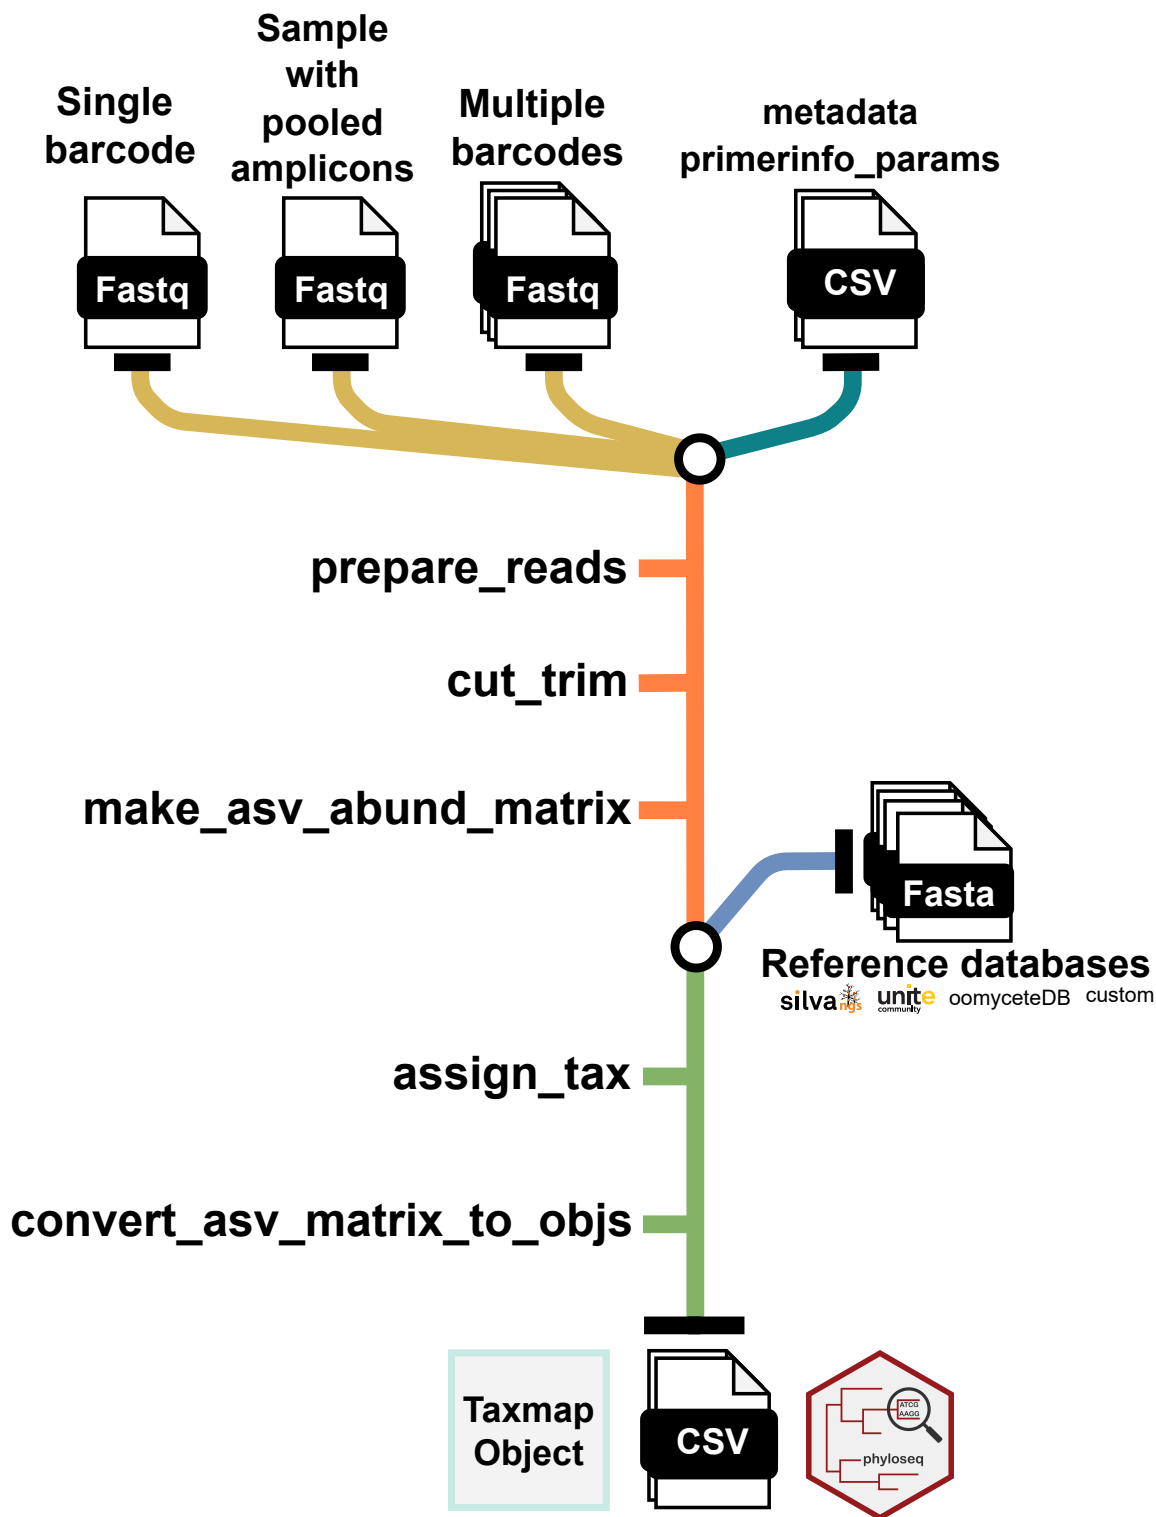 Single
barcode
Sample
with
pooled
amplicons
Multiple
barcodes
metadata
primerinfo_params
Fastq
Fastq
Fastq
CSV
prepare_reads
cut_trim
make_asv_abund_matrix
Fasta
Reference databases
silva ngs
unite community
oomyceteDB
custom
assign_tax
convert_asv_matrix_to_objs
Taxmap
Object
CSV
ATCG
AAGG
phyloseq